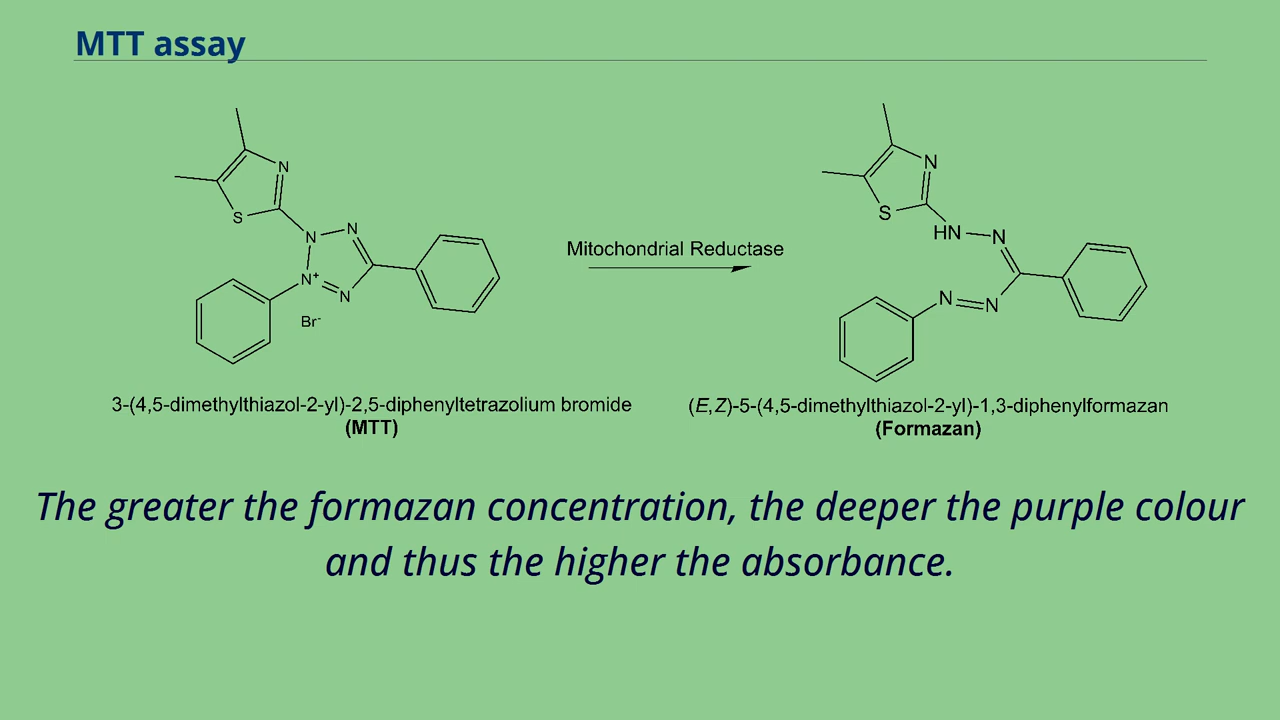 MTT assay
N
S
N
N
N+
N
Br-
Mitochondrial Reductase
N
S
HN
N
N
N
3-(4,5-dimethylthiazol-2-yl)-2,5-diphenyltetrazolium bromide
(MTT)
(E,Z)-5-(4,5-dimethylthiazol-2-yl)-1,3-diphenylformazan
(Formazan)
The greater the formazan concentration, the deeper the purple colour
and thus the higher the absorbance.